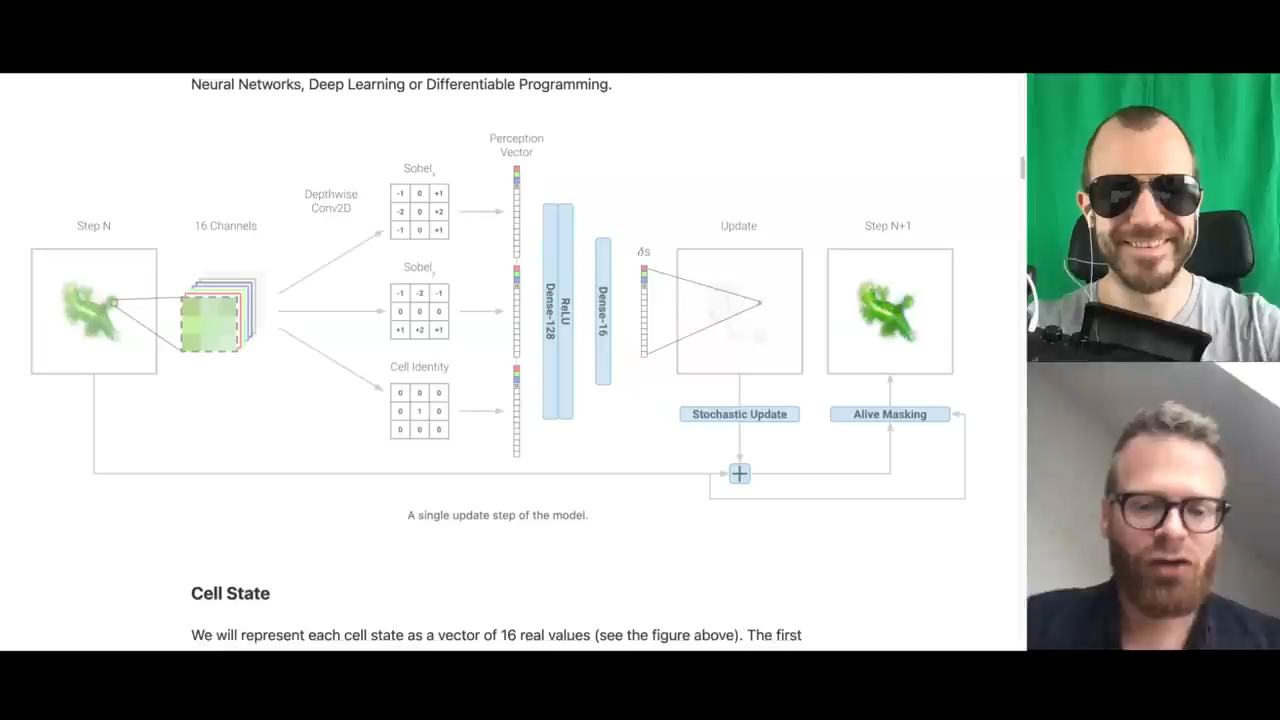 Neural Networks, Deep Learning or Differentiable Programming.
Perception
Vector
Sobel x
Depthwise
Conv2D
-1 0 +1
-2 0 +2
-1 0 +1
Step N
16 Channels
Update
Step N+1
δs
Sobel y
-1 -2 -1
0 0 0
+1 +2 +1
Dense-128
ReLU
Dense-16
Cell Identity
0 0 0
0 1 0
0 0 0
Stochastic Update
Alive Masking
+
A single update step of the model.
Cell State
We will represent each cell state as a vector of 16 real values (see the figure above). The first